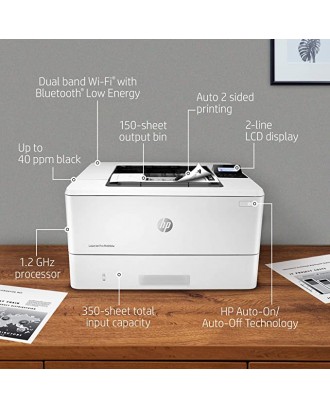 Dual band Wi-Fi® with
Bluetooth® Low Energy
Auto 2 sided
printing
150-sheet
output bin
2-line
LCD display
Up to
40 ppm black
hp
1.2 GHz
processor
350-sheet total
input capacity
HP Auto-On/
Auto-Off Technology